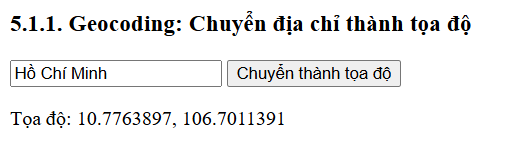 5.1.1. Geocoding: Chuyển địa chỉ thành tọa độ
Hồ Chí Minh Chuyển thành tọa độ
Tọa độ: 10.7763897, 106.7011391